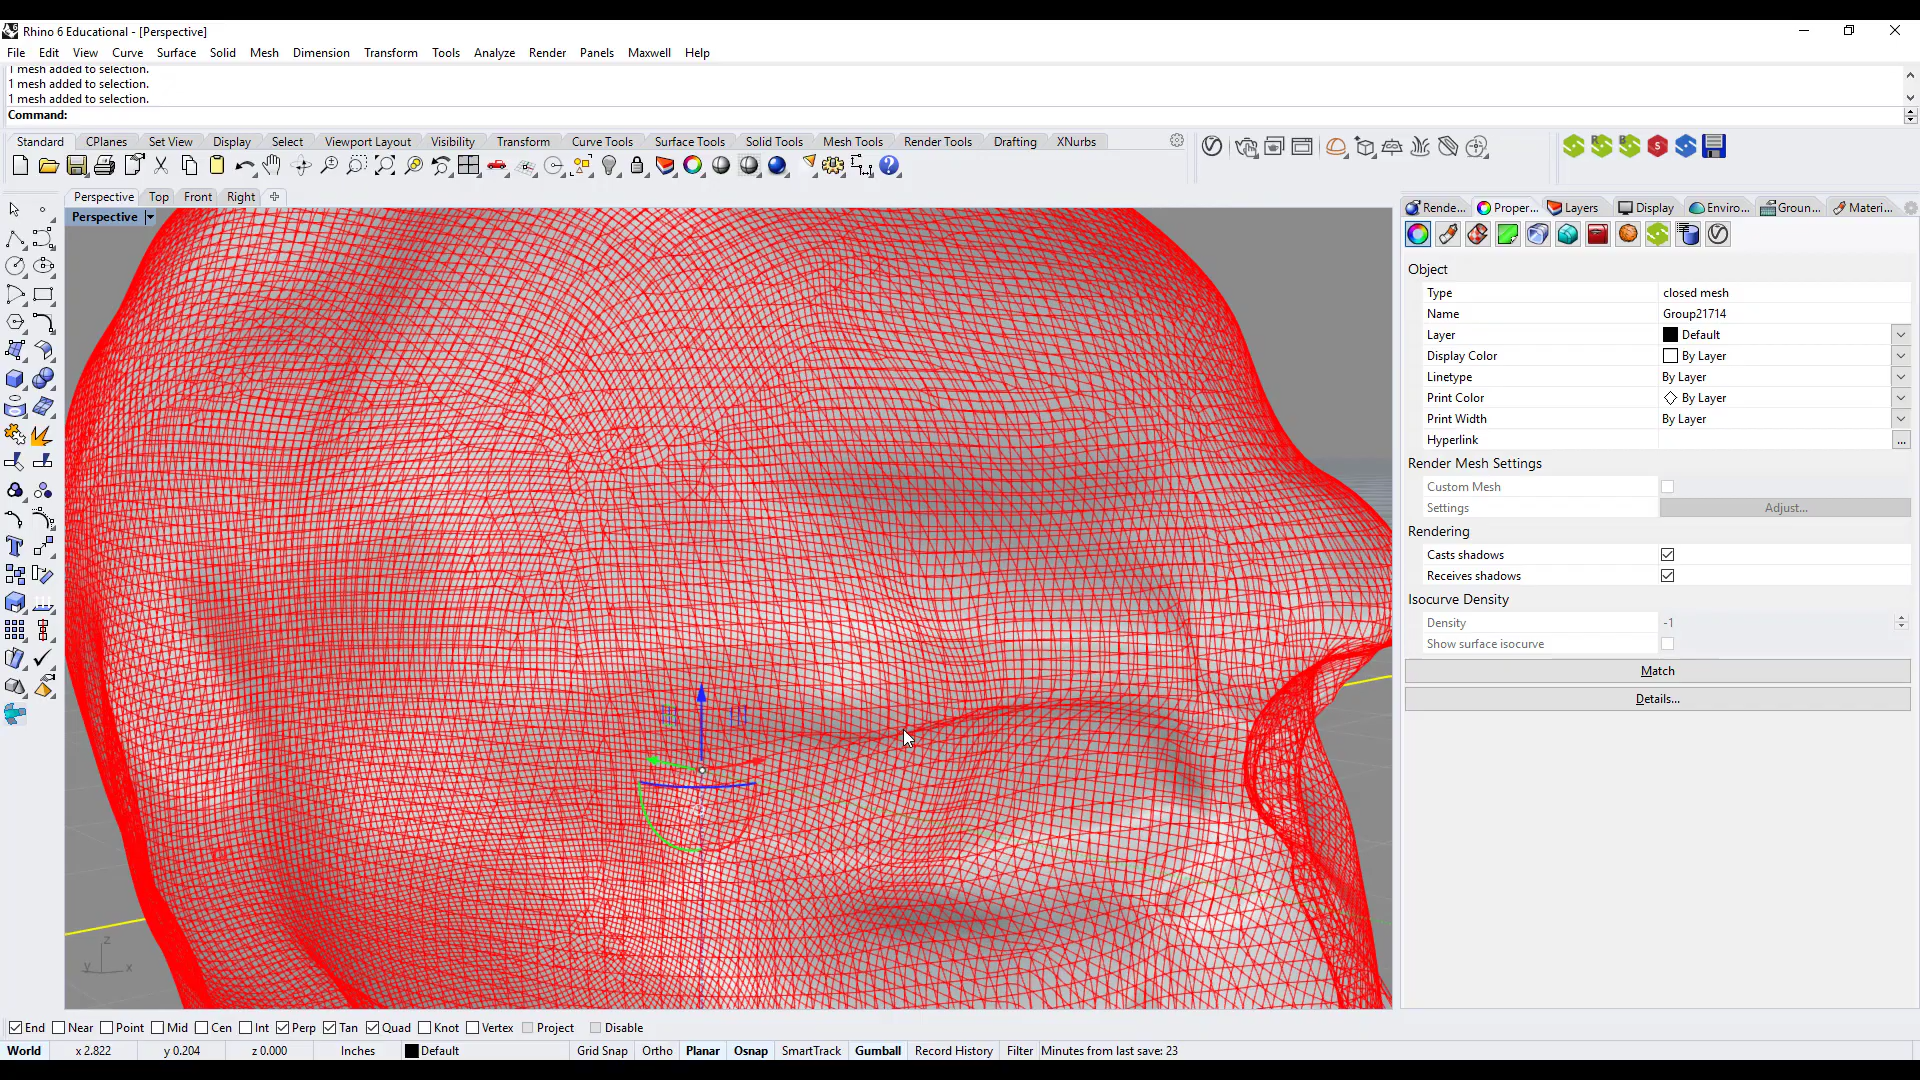 Rhino 6 Educational - [Perspective]
File Edit View Curve Surface Solid Mesh Dimension Transform Tools Analyze Render Panels Maxwell Help
1 mesh added to selection.
1 mesh added to selection.
1 mesh added to selection.
Command:
Standard CPlanes Set View Display Select Viewport Layout Visibility Transform Curve Tools Surface Tools Solid Tools Mesh Tools Render Tools Drafting XNurbs
Perspective Top Front Right
Perspective
Rende... Proper... Layers Display Enviro... Groun... Materi...
Object
Type closed mesh
Name Group21714
Layer Default
Display Color By Layer
Linetype By Layer
Print Color By Layer
Print Width By Layer
Hyperlink ...
Render Mesh Settings
Custom Mesh
Settings Adjust...
Rendering
Casts shadows
Receives shadows
Isocurve Density
Density -1
Show surface isocurve
Match
Details...
z
y x
End Near Point Mid Cen Int Perp Tan Quad Knot Vertex Project Disable
World x 2.822 y 0.204 z 0.000 Inches Default Grid Snap Ortho Planar Osnap SmartTrack Gumball Record History Filter Minutes from last save: 23